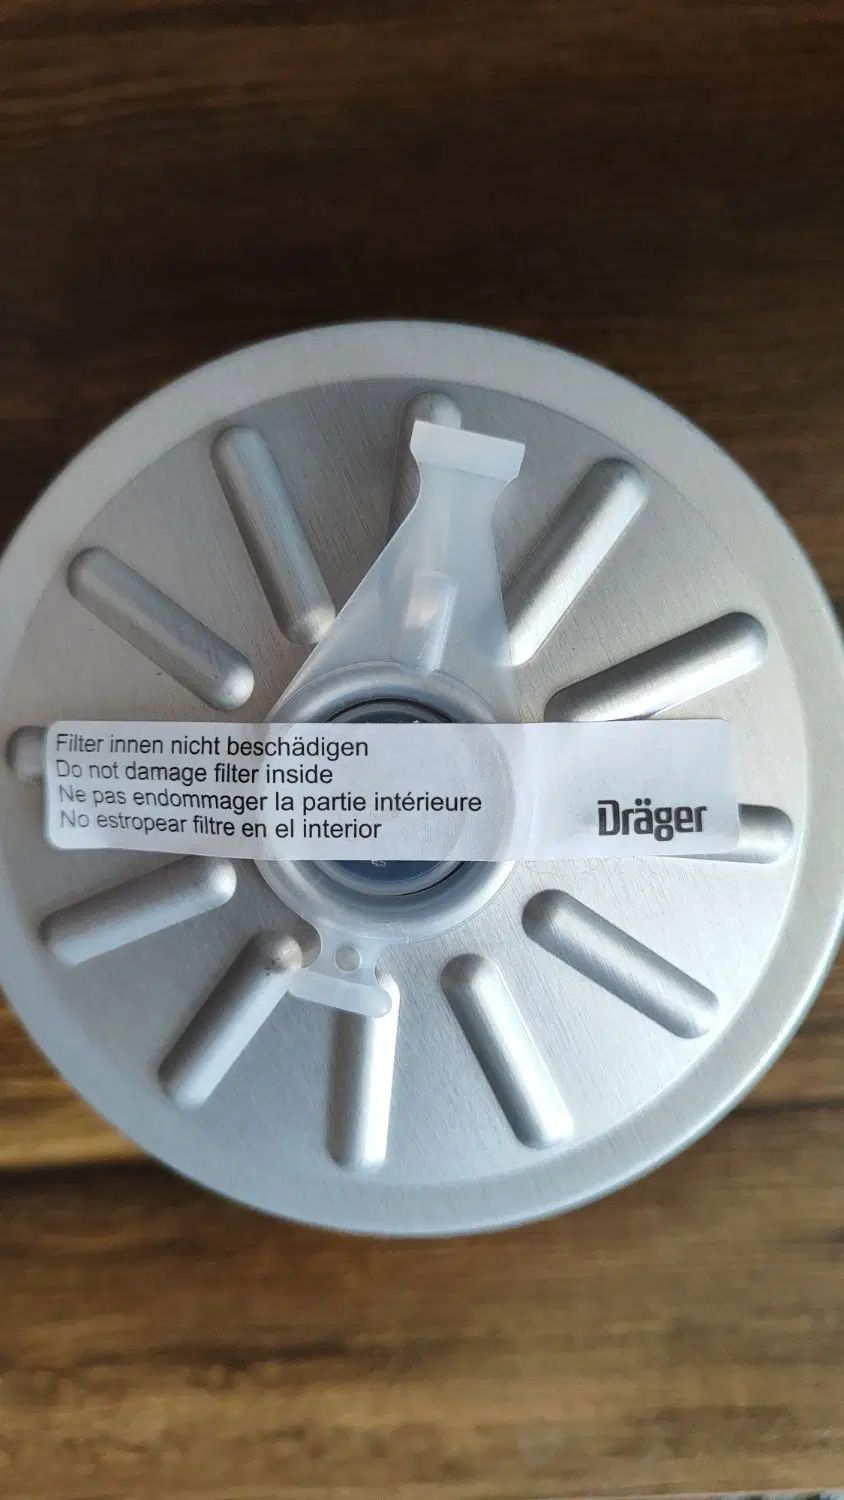 Filter innen nicht beschädigen
Do not damage filter inside
Ne pas endommager la partie intérieure
No estropear filtre en el interior
Dräger